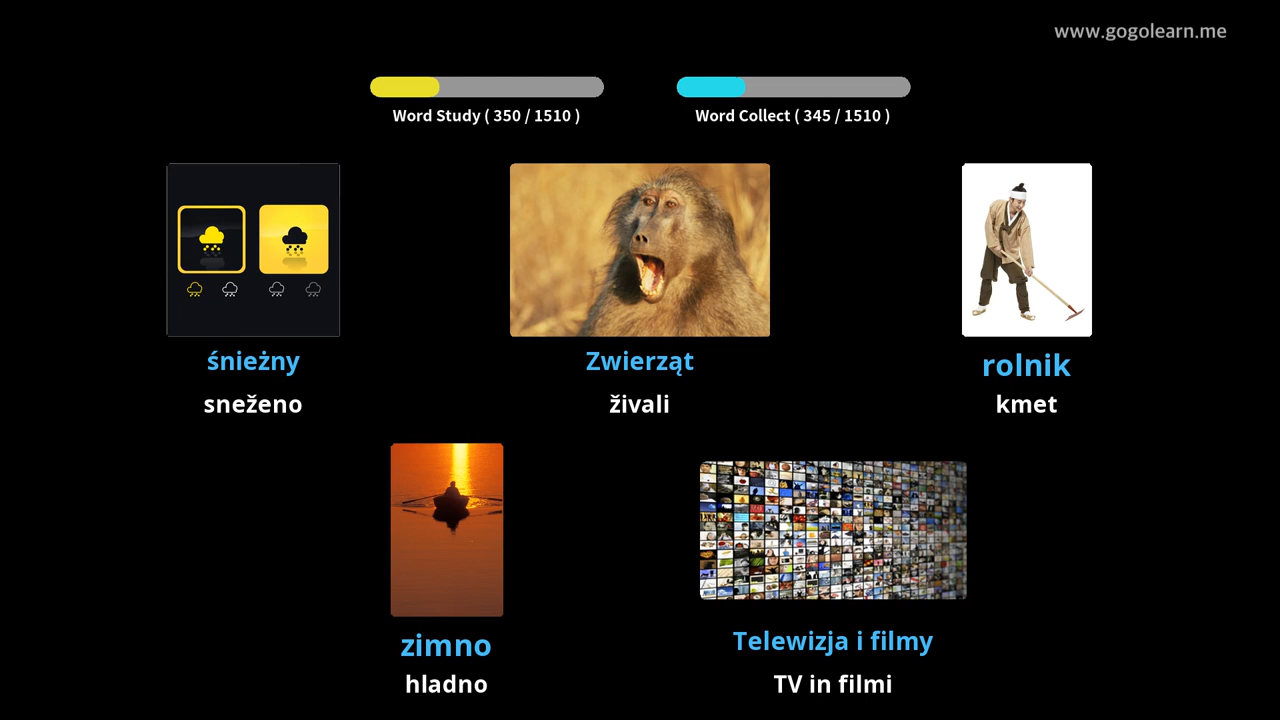 www.gogolearn.me
Word Study ( 350 / 1510 )
Word Collect ( 345 / 1510 )
śnieżny
Zwierząt
rolnik
sneženo
živali
kmet
zimno
Telewizja i filmy
hladno
TV in filmi